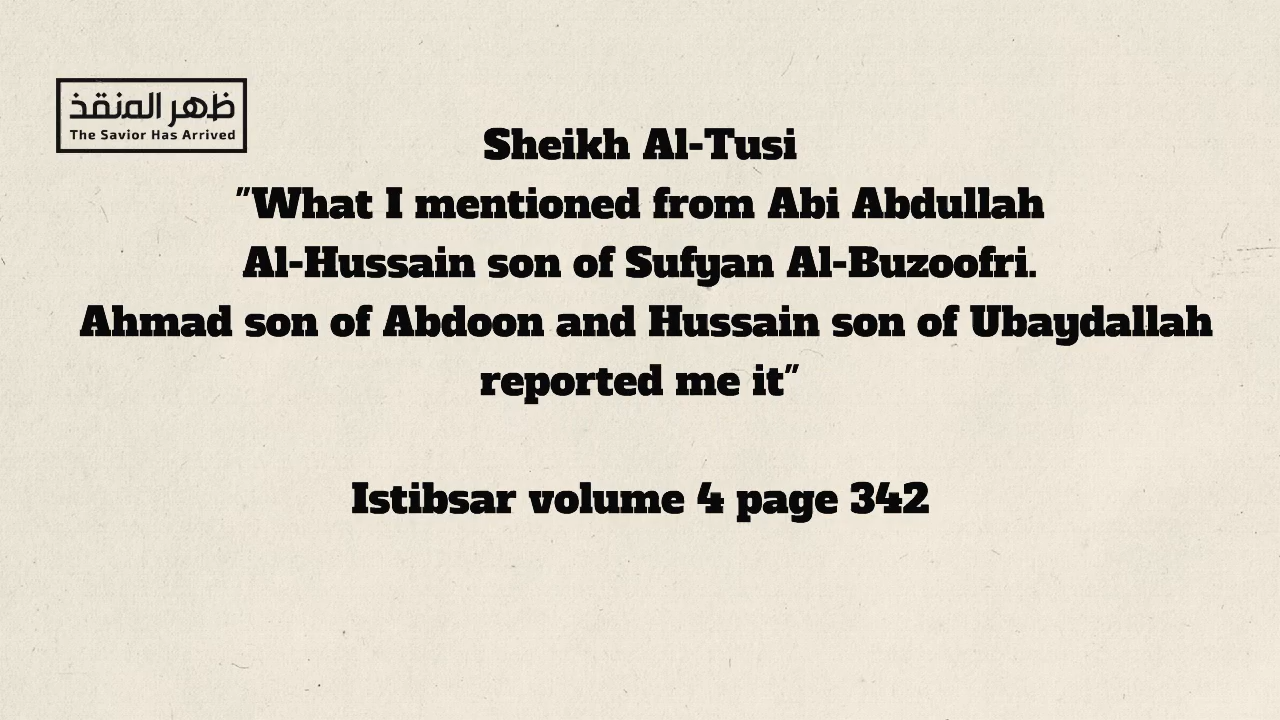 ظهر المنقذ
The Savior Has Arrived
Sheikh Al-Tusi
"What I mentioned from Abi Abdullah
Al-Hussain son of Sufyan Al-Buzoofri.
Ahmad son of Abdoon and Hussain son of Ubaydallah
reported me it"
Istibsar volume 4 page 342